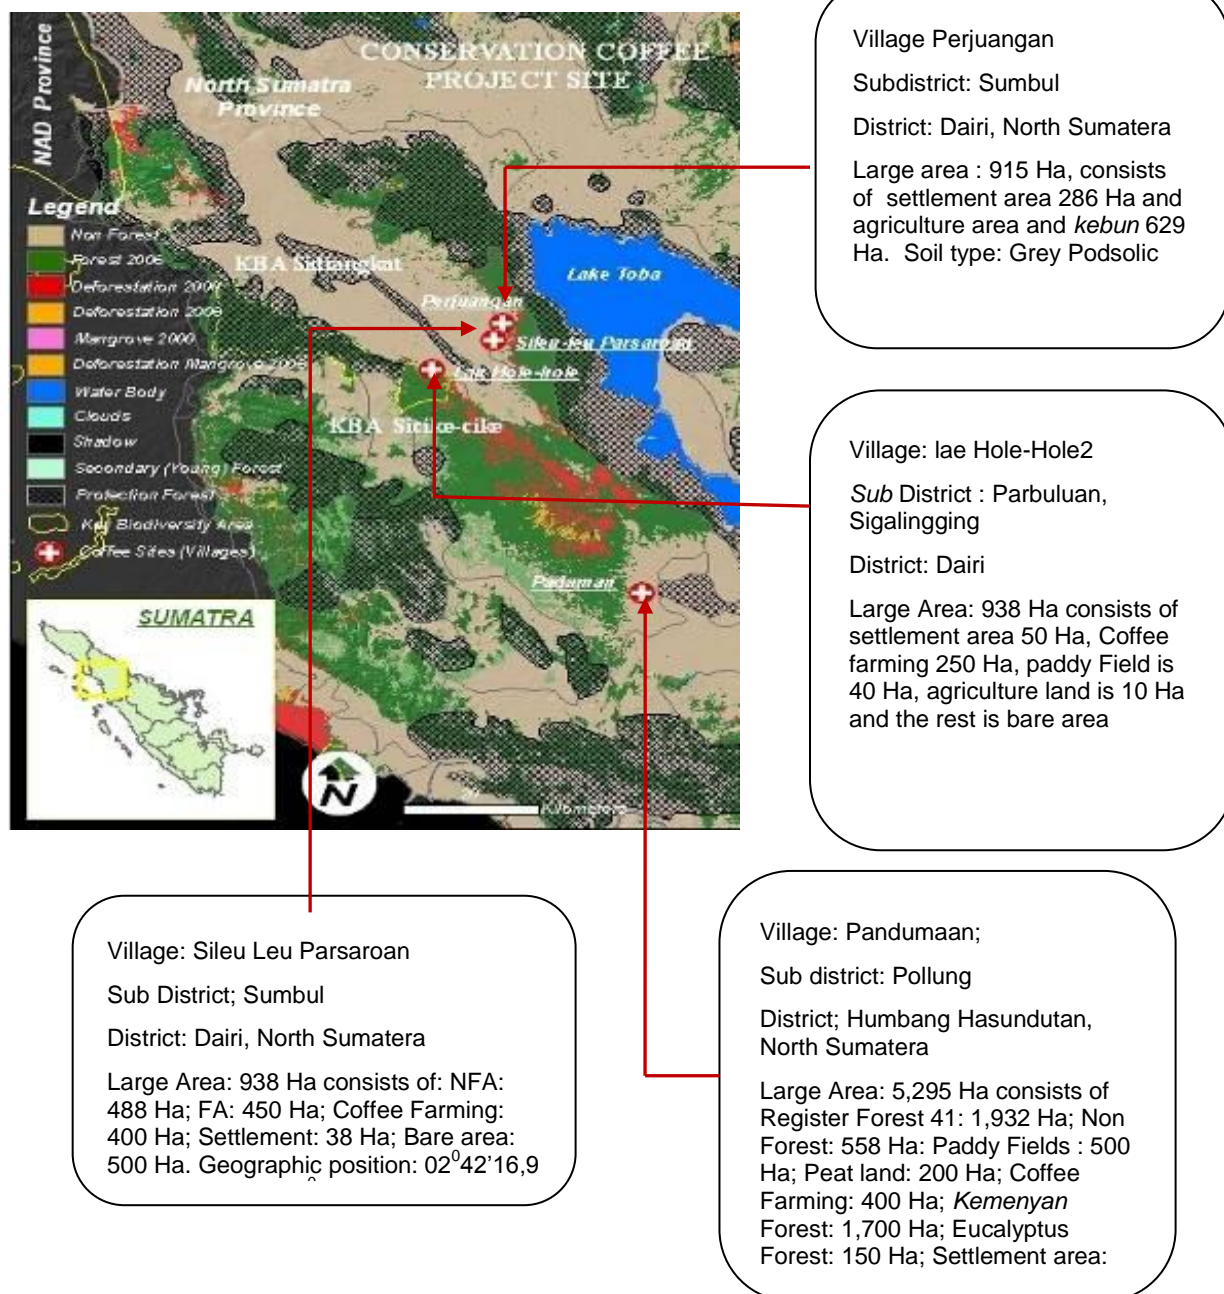 CONSERVATION COFFEE
PROJECT SITE
North Sumatra
Province
NAD Province
Legend
Non Forest
Forest 2006
Deforestation 2000
Deforestation 2006
Mangrove 2000
Deforestation Mangrove 2006
Water Body
Clouds
Shadow
Secondary (Young) Forest
Protection Forest
Key Biodiversity Area
Coffee Sites (Villages)
KBA Sidiangkat
Lake Toba
Perjuangan
Sileu-leu Parsaroan
Hole-hole
KBA Sicike-cike
SUMATRA
N
Kilometers
Village Perjuangan
Subdistrict: Sumbul
District: Dairi, North Sumatera
Large area : 915 Ha, consists
of settlement area 286 Ha and
agriculture area and kebun 629
Ha. Soil type: Grey Podsolic
Village: lae Hole-Hole2
Sub District : Parbuluan,
Sigalingging
District: Dairi
Large Area: 938 Ha consists of
settlement area 50 Ha, Coffee
farming 250 Ha, paddy Field is
40 Ha, agriculture land is 10 Ha
and the rest is bare area
Village: Sileu Leu Parsaroan
Sub District; Sumbul
District: Dairi, North Sumatera
Large Area: 938 Ha consists of: NFA:
488 Ha; FA: 450 Ha; Coffee Farming:
400 Ha; Settlement: 38 Ha; Bare area:
500 Ha. Geographic position: 02⁰42'16,9
Village: Pandumaan;
Sub district: Pollung
District; Humbang Hasundutan,
North Sumatera
Large Area: 5,295 Ha consists of
Register Forest 41: 1,932 Ha; Non
Forest: 558 Ha: Paddy Fields : 500
Ha; Peat land: 200 Ha; Coffee
Farming: 400 Ha; Kemenyan
Forest: 1,700 Ha; Eucalyptus
Forest: 150 Ha; Settlement area: